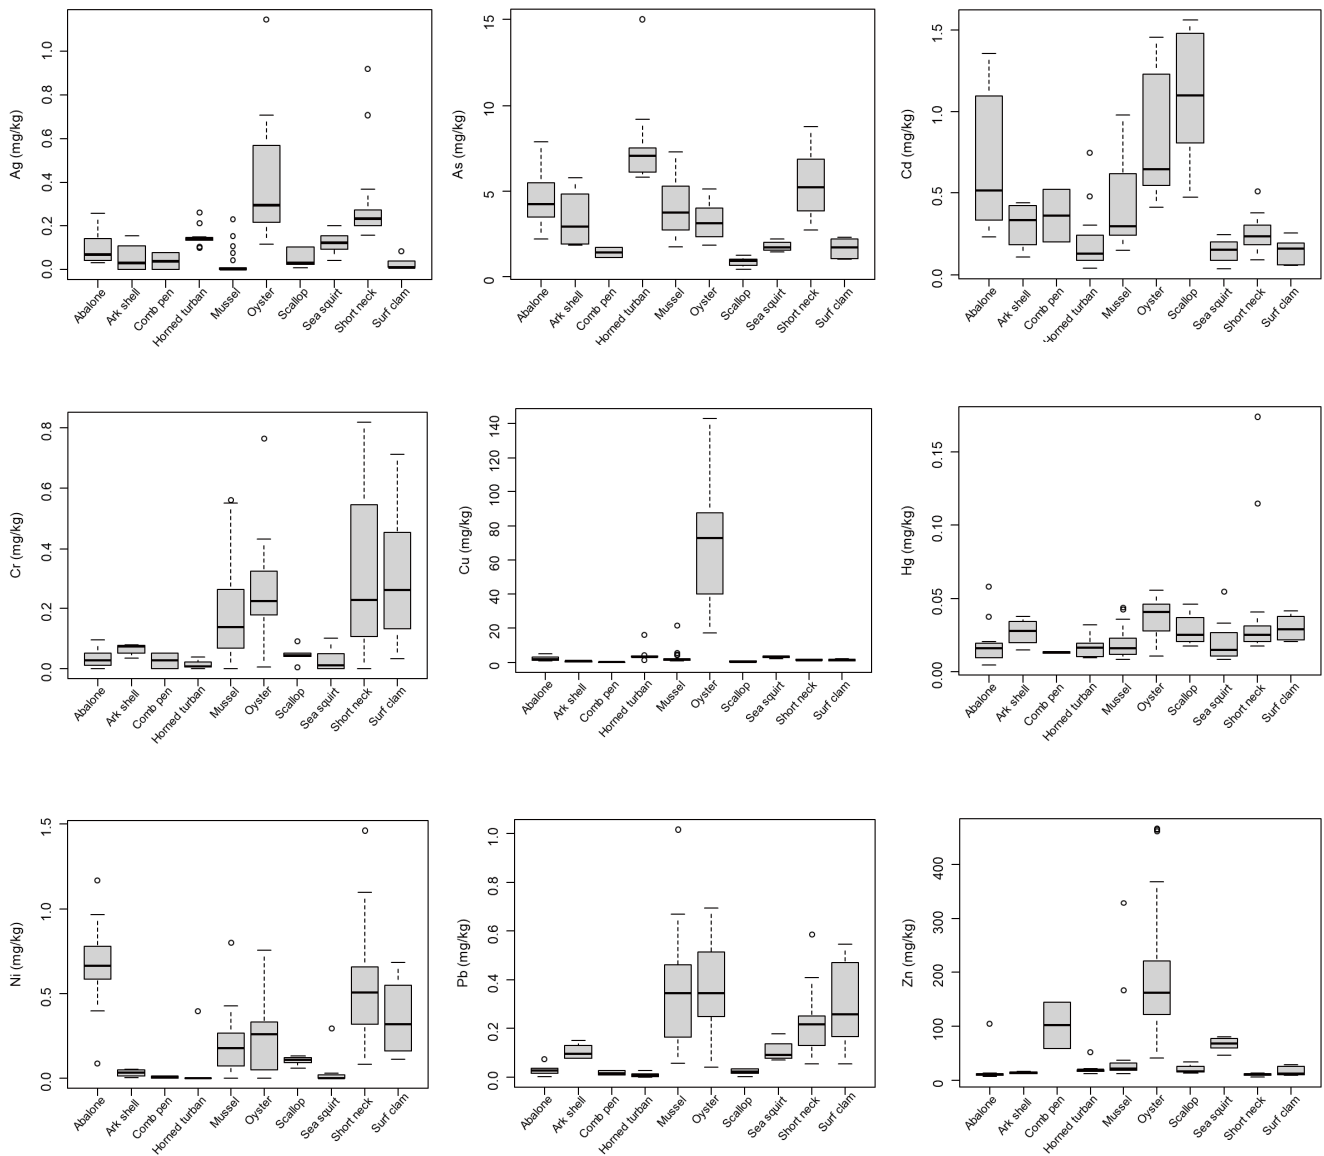 Ag (mg/kg)
0.0 0.2 0.4 0.6 0.8 1.0
Abalone Ark shell Comb pen Horned turban Mussel Oyster Scallop Sea squirt Short neck Surf clam
As (mg/kg)
0 5 10 15
Abalone Ark shell Comb pen Horned turban Mussel Oyster Scallop Sea squirt Short neck Surf clam
Cd (mg/kg)
0.0 0.5 1.0 1.5
Abalone Ark shell Comb pen Horned turban Mussel Oyster Scallop Sea squirt Short neck Surf clam
Cr (mg/kg)
0.0 0.2 0.4 0.6 0.8
Abalone Ark shell Comb pen Horned turban Mussel Oyster Scallop Sea squirt Short neck Surf clam
Cu (mg/kg)
0 20 40 60 80 100 120 140
Abalone Ark shell Comb pen Horned turban Mussel Oyster Scallop Sea squirt Short neck Surf clam
Hg (mg/kg)
0.00 0.05 0.10 0.15
Abalone Ark shell Comb pen Horned turban Mussel Oyster Scallop Sea squirt Short neck Surf clam
Ni (mg/kg)
0.0 0.5 1.0 1.5
Abalone Ark shell Comb pen Horned turban Mussel Oyster Scallop Sea squirt Short neck Surf clam
Pb (mg/kg)
0.0 0.2 0.4 0.6 0.8 1.0
Abalone Ark shell Comb pen Horned turban Mussel Oyster Scallop Sea squirt Short neck Surf clam
Zn (mg/kg)
0 100 200 300 400
Abalone Ark shell Comb pen Horned turban Mussel Oyster Scallop Sea squirt Short neck Surf clam